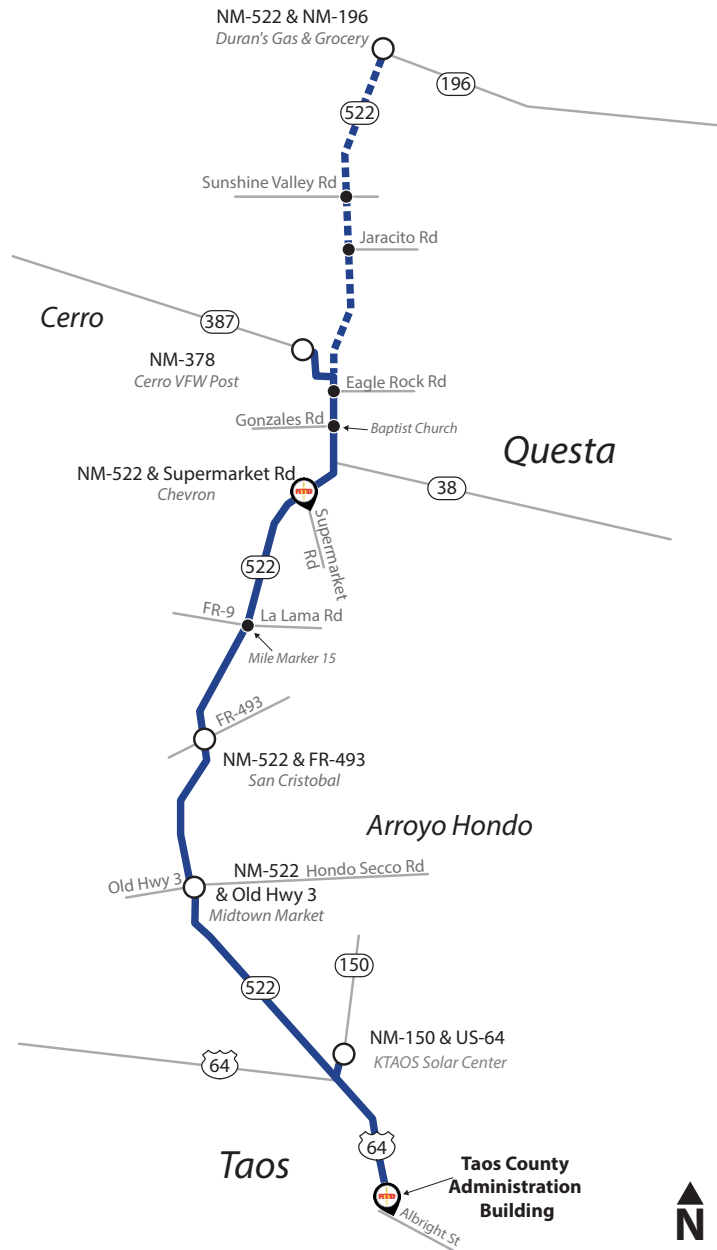 NM-522 & NM-196
Duran's Gas & Grocery
196
522
Sunshine Valley Rd
Jaracito Rd
Cerro
387
NM-378
Cerro VFW Post
Eagle Rock Rd
Gonzales Rd
Baptist Church
Questa
NM-522 & Supermarket Rd
Chevron
38
RTD
Supermarket
Rd
522
FR-9
La Lama Rd
Mile Marker 15
FR-493
NM-522 & FR-493
San Cristobal
Arroyo Hondo
Old Hwy 3
NM-522
Hondo Secco Rd
& Old Hwy 3
Midtown Market
150
522
NM-150 & US-64
KTAOS Solar Center
64
64
Taos
Taos County
Administration
Building
RTD
Albright St
N